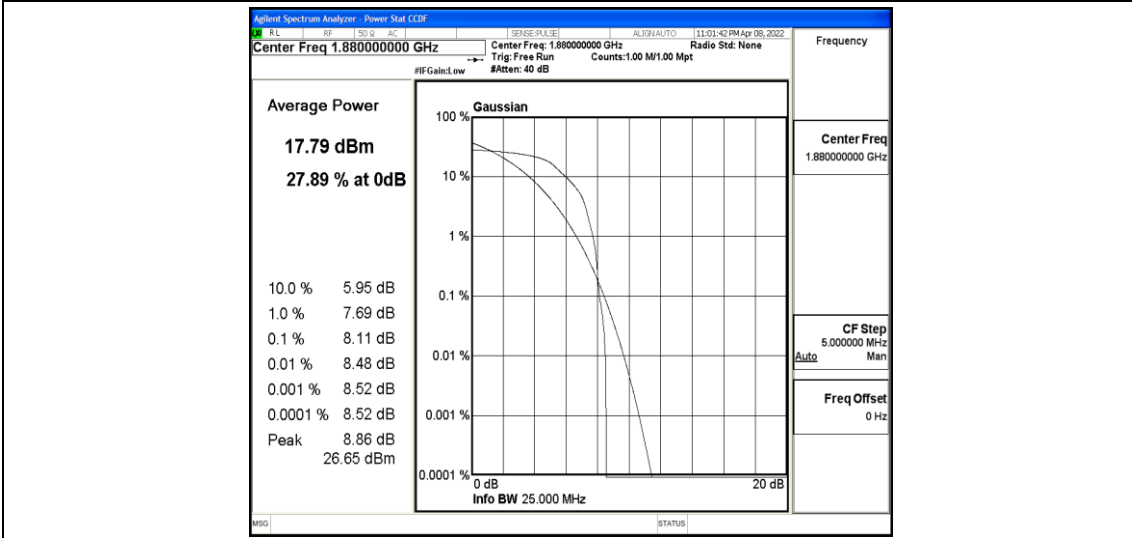 Agilent Spectrum Analyzer - Power Stat CCDF
RL RF 50 Ω AC SENSE:PULSE ALIGN AUTO 11:01:42 PM Apr 08, 2022
Center Freq 1.880000000 GHz
Center Freq: 1.880000000 GHz Radio Std: None
Trig: Free Run Counts:1.00 M/1.00 Mpt
#IFGain:Low #Atten: 40 dB
Frequency
Average Power
17.79 dBm
27.89 % at 0dB
10.0 % 5.95 dB
1.0 % 7.69 dB
0.1 % 8.11 dB
0.01 % 8.48 dB
0.001 % 8.52 dB
0.0001 % 8.52 dB
Peak 8.86 dB
26.65 dBm
Gaussian
100 %
10 %
1 %
0.1 %
0.01 %
0.001 %
0.0001 %
0 dB 20 dB
Info BW 25.000 MHz
Center Freq
1.880000000 GHz
CF Step
5.000000 MHz
Auto Man
Freq Offset
0 Hz
MSG STATUS